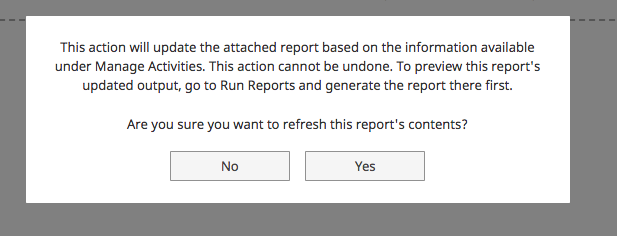 This action will update the attached report based on the information available
under Manage Activities. This action cannot be undone. To preview this report's
updated output, go to Run Reports and generate the report there first.
Are you sure you want to refresh this report's contents?
No
Yes